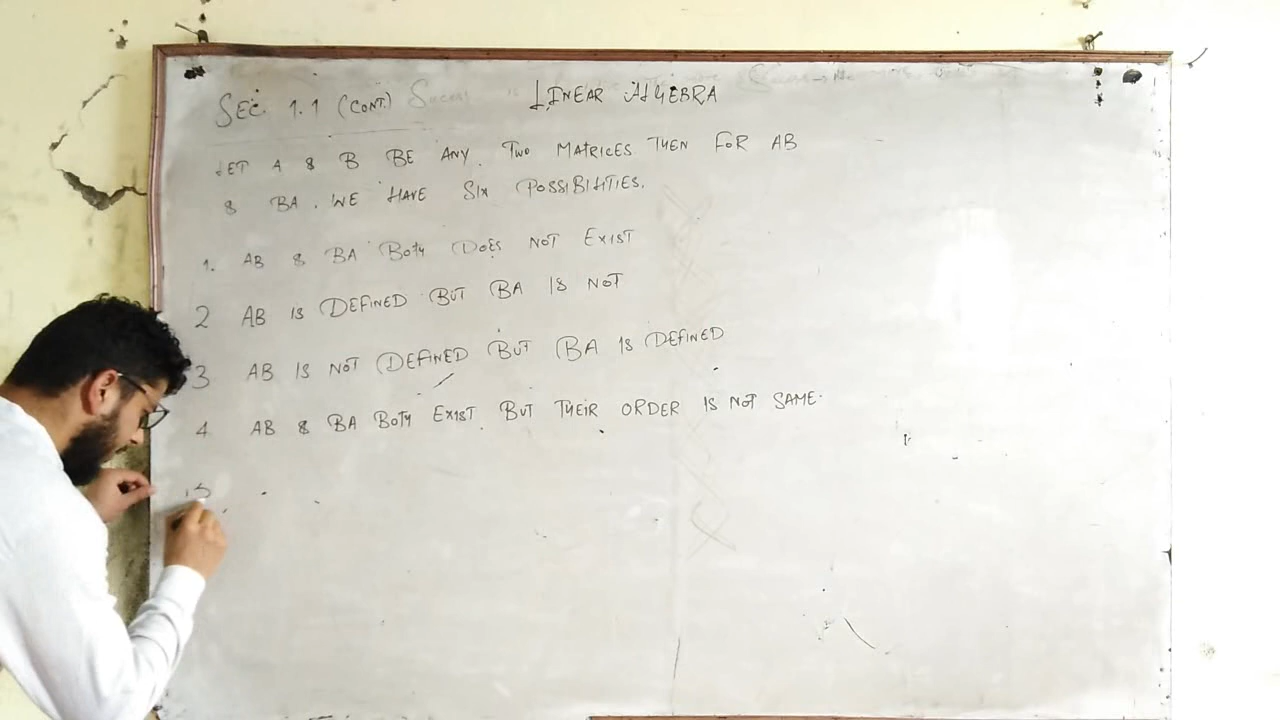 SEC. 1.1 (CONT.) LINEAR ALGEBRA
LET A & B BE ANY. TWO MATRICES THEN FOR AB
& BA. WE HAVE SIX POSSIBILITIES.
1. AB & BA BOTH DOES NOT EXIST
2 AB IS DEFINED BUT BA IS NOT
3 AB IS NOT DEFINED BUT BA IS DEFINED
4 AB & BA BOTH EXIST. BUT THEIR ORDER IS NOT SAME.
5